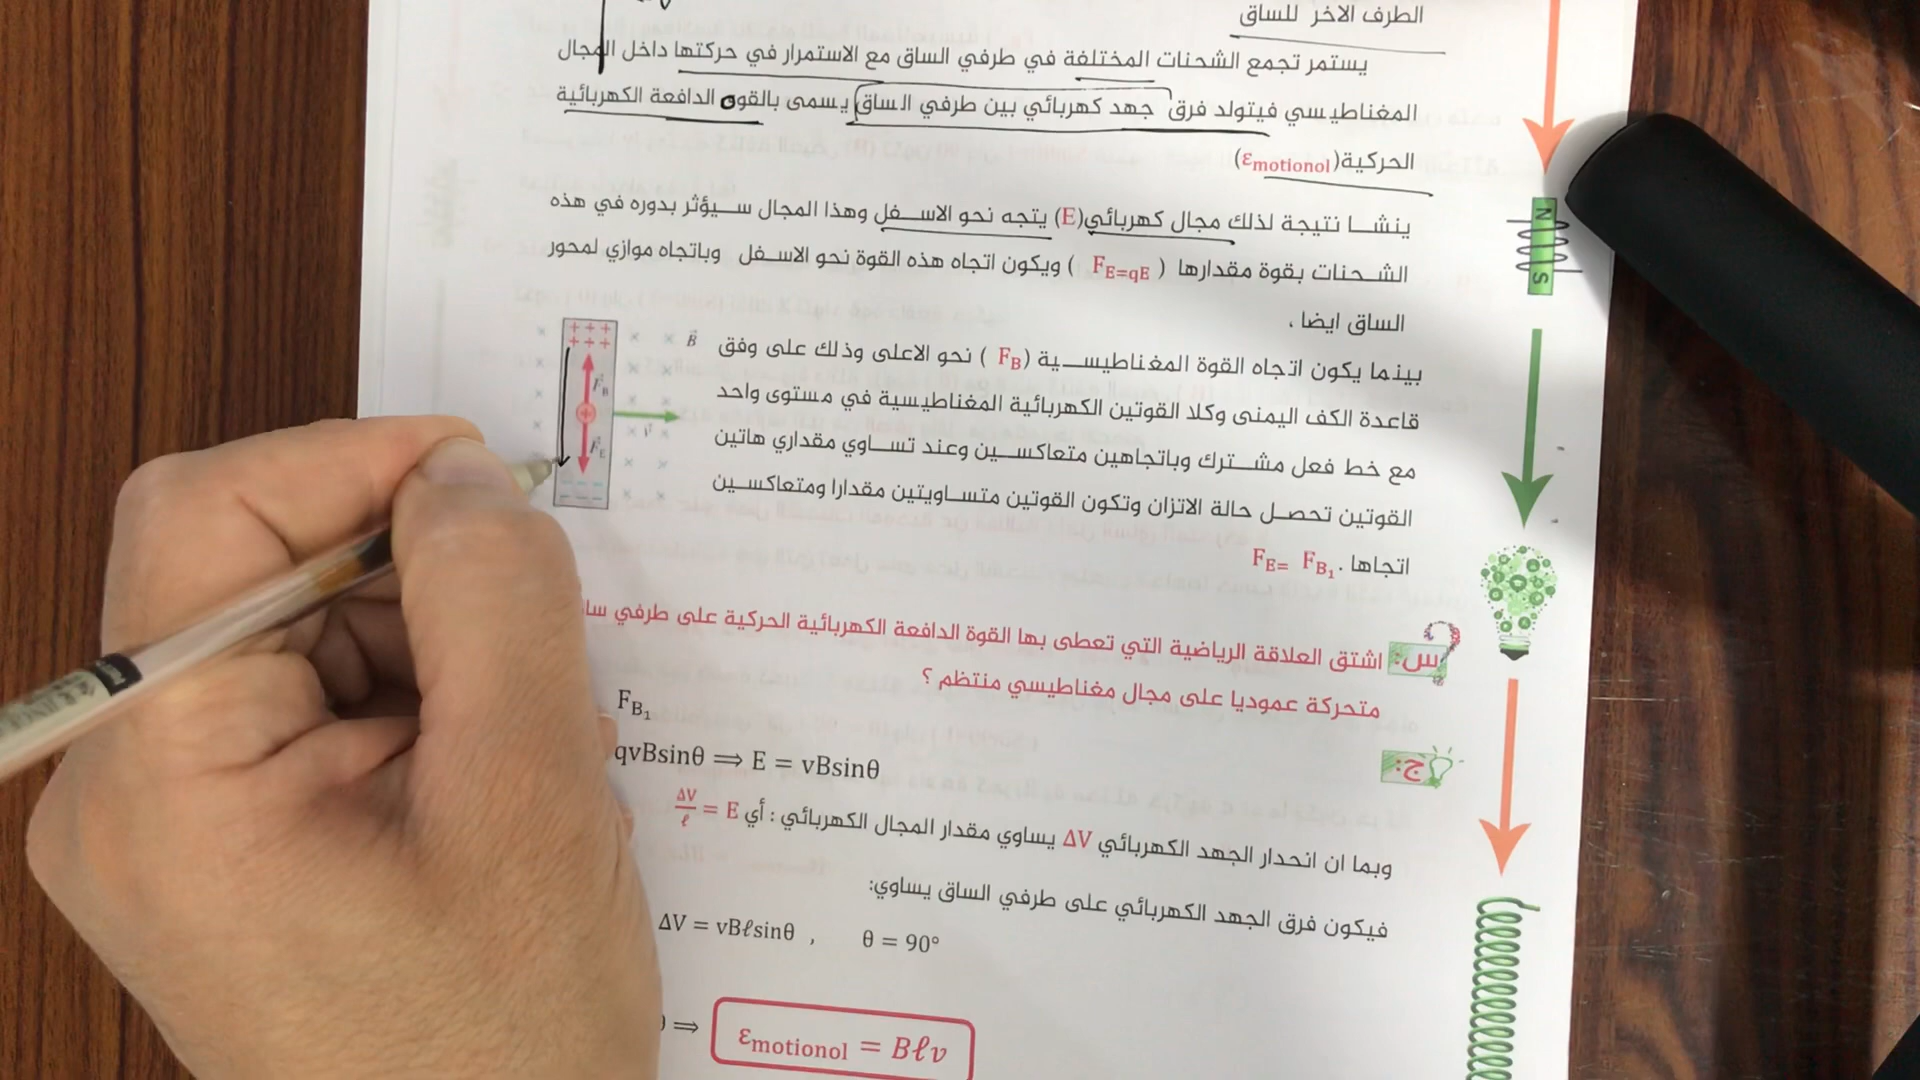 الطرف الاخر للساق
يستمر تجمع الشحنات المختلفة في طرفي الساق مع الاستمرار في حركتها داخل المجال
المغناطيسي فيتولد فرق جهد كهربائي بين طرفي الساق يسمى بالقوه الدافعة الكهربائية
الحركية(εmotionol)
ينشا نتيجة لذلك مجال كهربائي(E) يتجه نحو الاسفل وهذا المجال سيؤثر بدوره في هذه
الشحنات بقوة مقدارها ( FE=qE ) ويكون اتجاه هذه القوة نحو الاسفل وباتجاه موازي لمحور
الساق ايضا .
بينما يكون اتجاه القوة المغناطيسية (FB ) نحو الاعلى وذلك على وفق
قاعدة الكف اليمنى وكلا القوتين الكهربائية المغناطيسية في مستوى واحد
مع خط فعل مشترك وباتجاهين متعاكسين وعند تساوي مقداري هاتين
القوتين تحصل حالة الاتزان وتكون القوتين متساويتين مقدارا ومتعاكسين
اتجاها . FE= FB₁
+ + +
+ + +
B
FB
+
V
FE
- - -
- - -
N
S
س: اشتق العلاقة الرياضية التي تعطى بها القوة الدافعة الكهربائية الحركية على طرفي سا
متحركة عموديا على مجال مغناطيسي منتظم ؟
ج:
FB₁
qvBsinθ ⟹ E = vBsinθ
وبما ان انحدار الجهد الكهربائي ΔV يساوي مقدار المجال الكهربائي : أي E = ΔV/ℓ
فيكون فرق الجهد الكهربائي على طرفي الساق يساوي:
ΔV = vBℓsinθ , θ = 90°
⟹ εmotionol = Bℓv